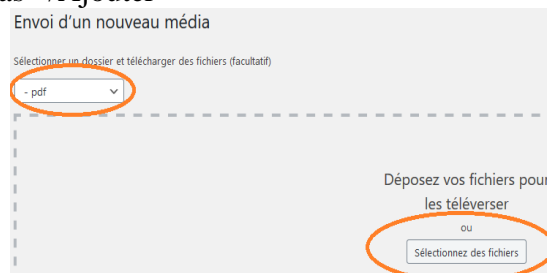 Envoi d'un nouveau média
Sélectionner un dossier et télécharger des fichiers (facultatif)
- pdf
Déposez vos fichiers pour
les téléverser
ou
Sélectionnez des fichiers